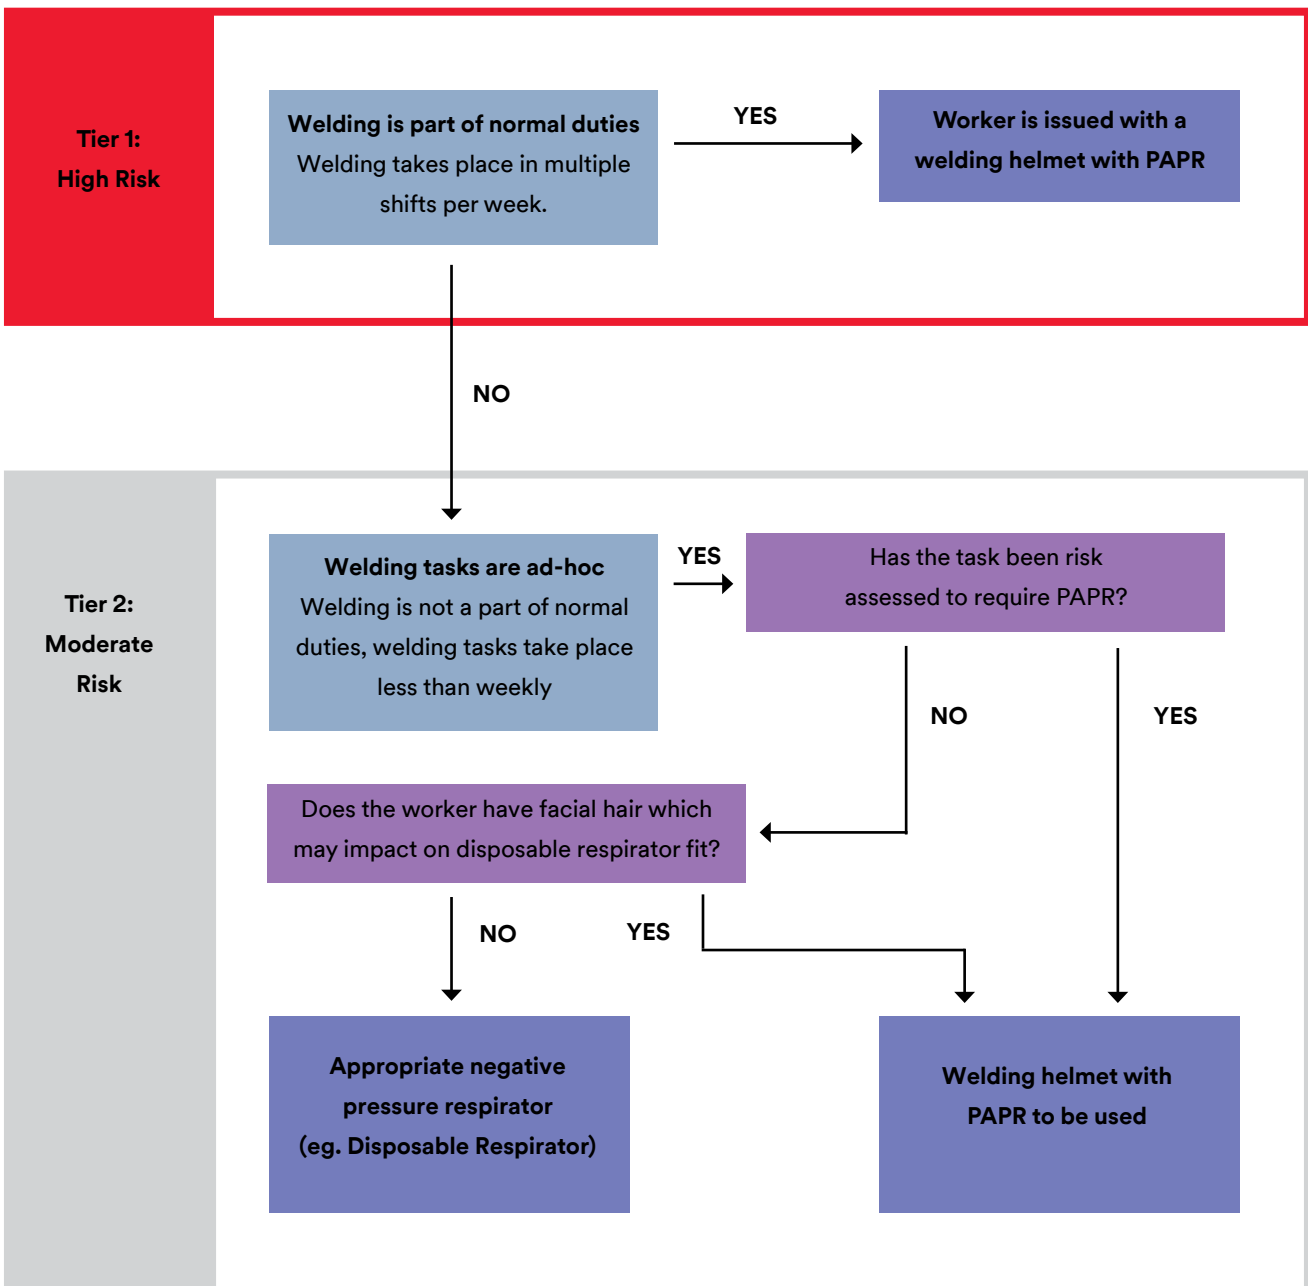 Tier 1:
High Risk
Welding is part of normal duties
Welding takes place in multiple
shifts per week.
YES
Worker is issued with a
welding helmet with PAPR
NO
Tier 2:
Moderate
Risk
Welding tasks are ad-hoc
Welding is not a part of normal
duties, welding tasks take place
less than weekly
YES
Has the task been risk
assessed to require PAPR?
NO
YES
Does the worker have facial hair which
may impact on disposable respirator fit?
NO
YES
Appropriate negative
pressure respirator
(eg. Disposable Respirator)
Welding helmet with
PAPR to be used